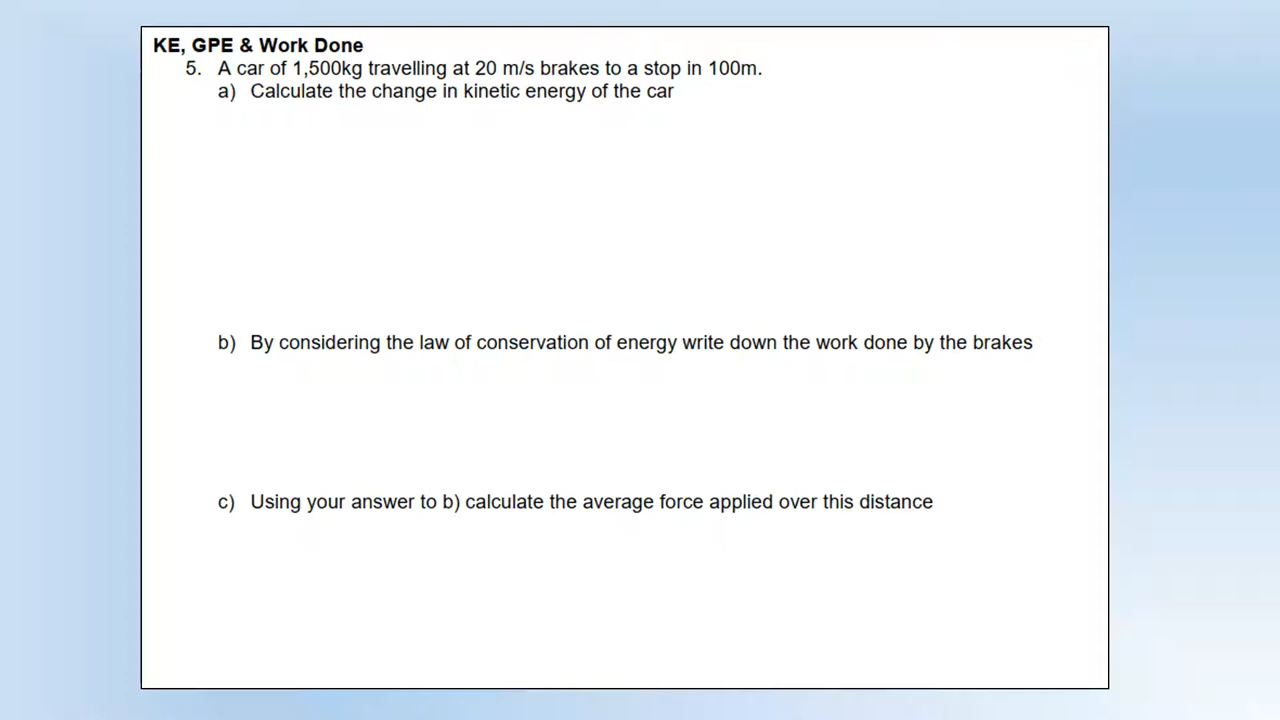 KE, GPE & Work Done
5. A car of 1,500kg travelling at 20 m/s brakes to a stop in 100m.
a) Calculate the change in kinetic energy of the car
b) By considering the law of conservation of energy write down the work done by the brakes
c) Using your answer to b) calculate the average force applied over this distance